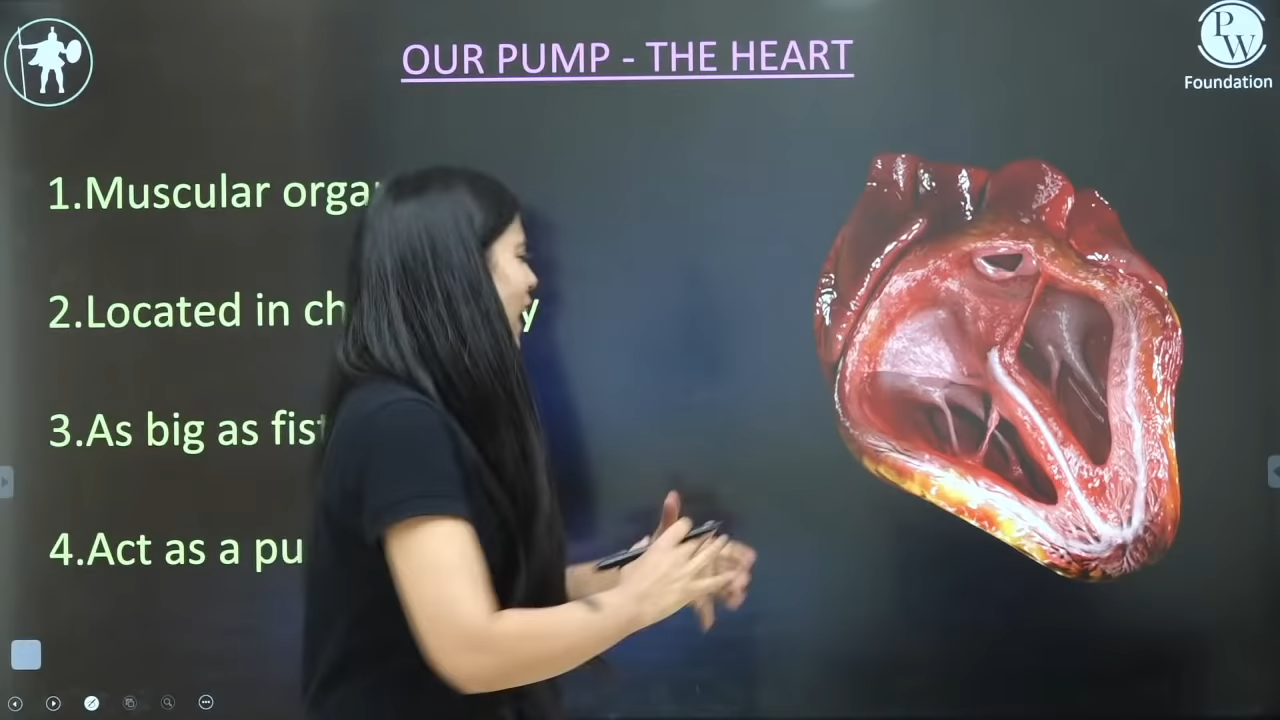 OUR PUMP - THE HEART
PW
Foundation
1.Muscular orga
2.Located in ch y
3.As big as fist
4.Act as a pu